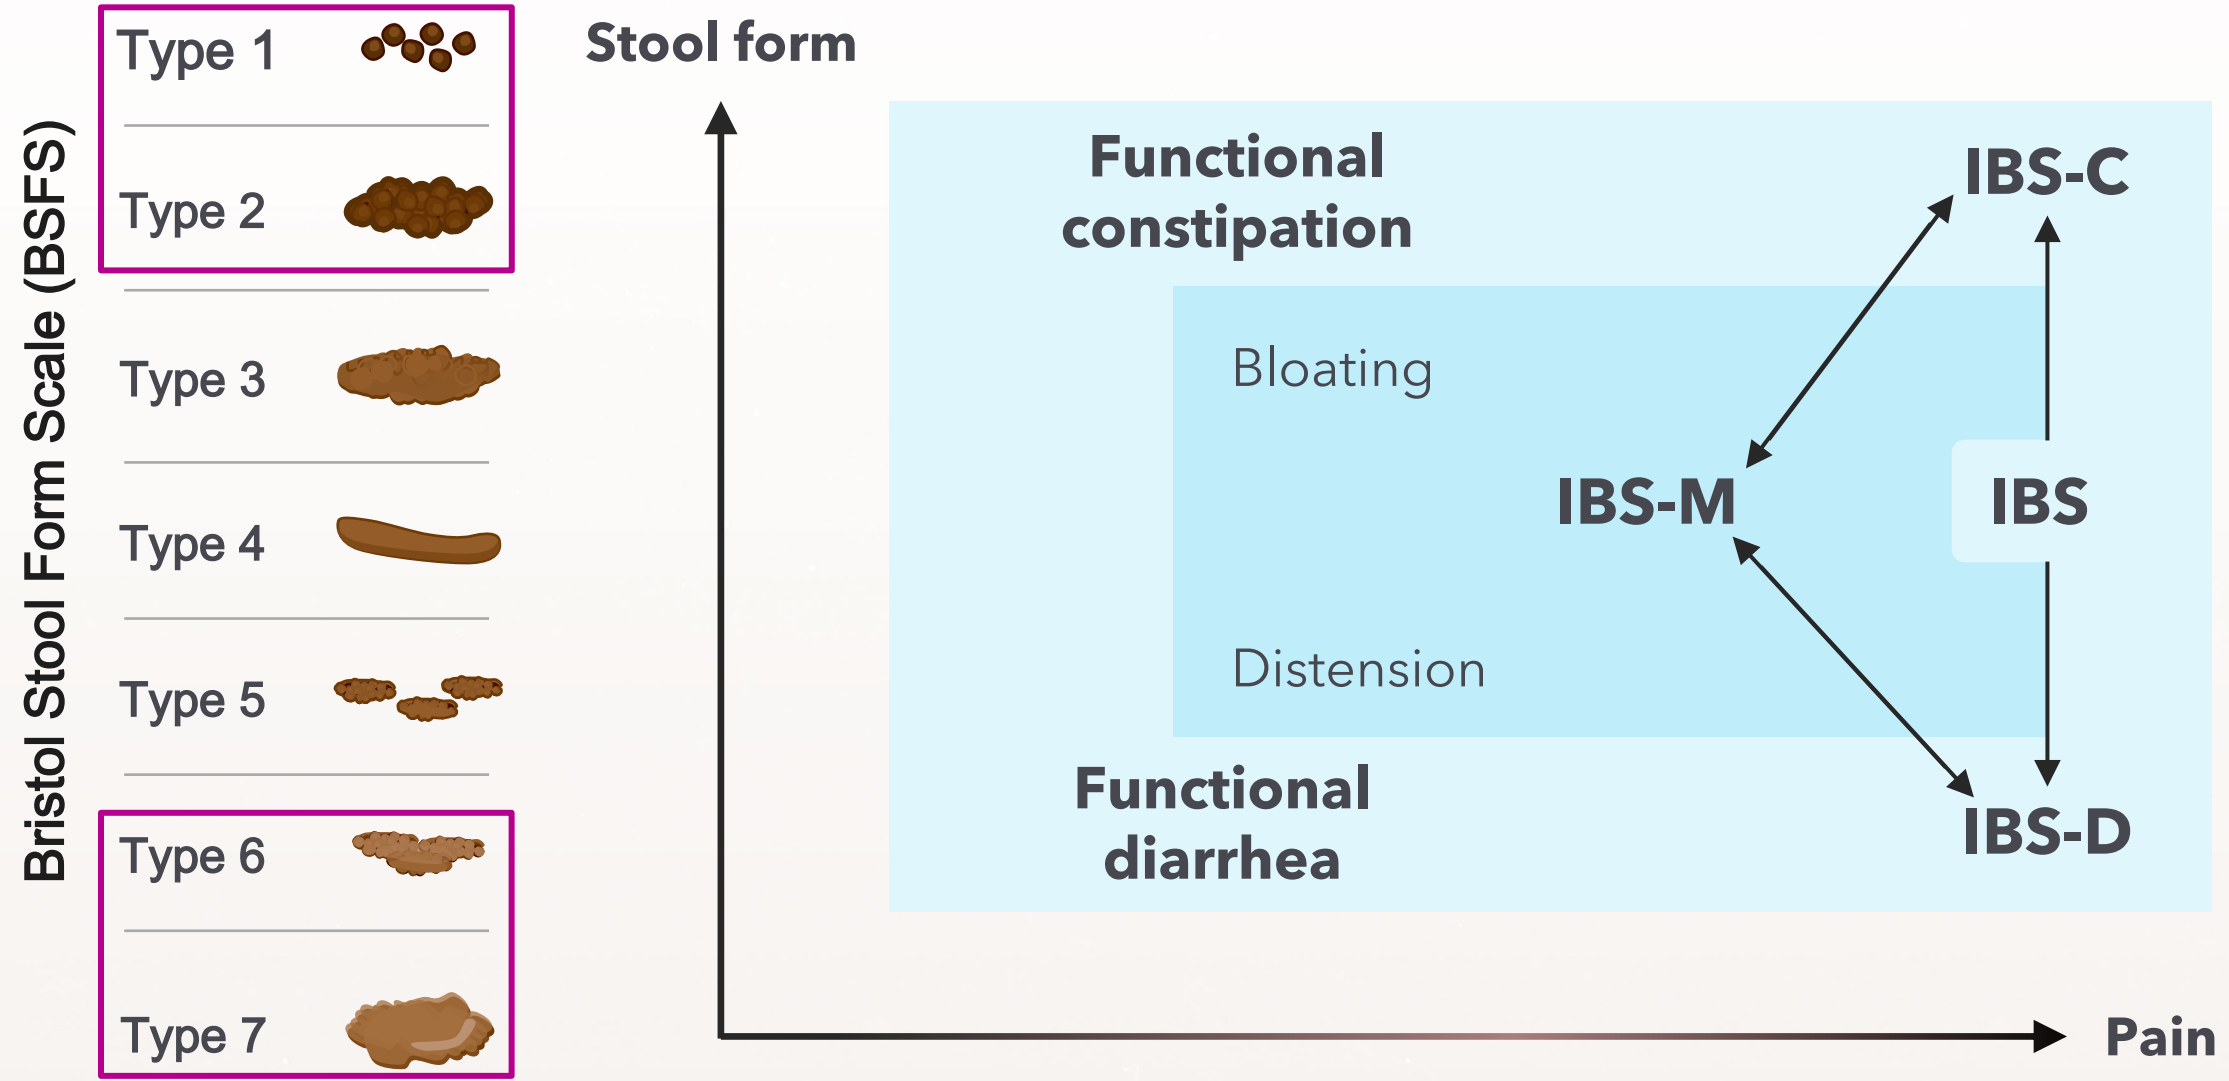 Bristol Stool Form Scale (BSFS)
Type 1
Type 2
Type 3
Type 4
Type 5
Type 6
Type 7
Stool form
Functional
constipation
IBS-C
Bloating
IBS-M
IBS
Distension
Functional
diarrhea
IBS-D
Pain